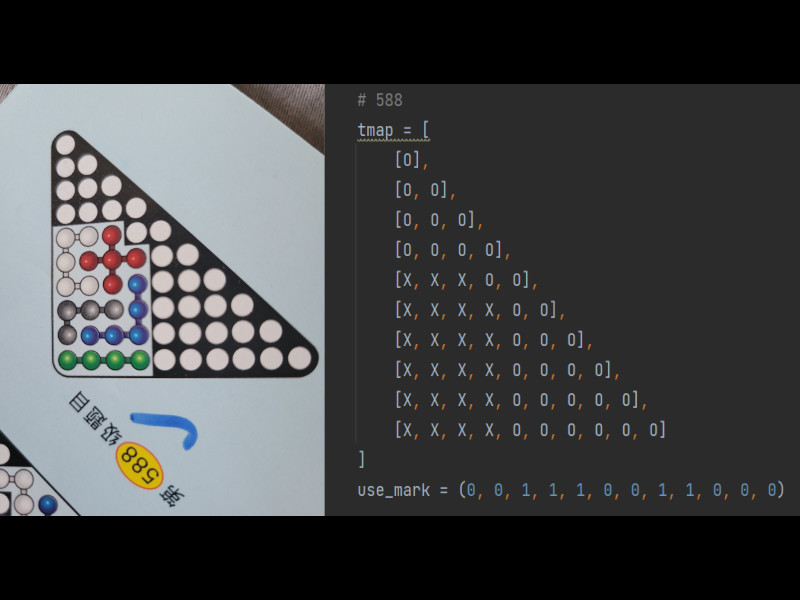 第588级题目
# 588
tmap = [
[O],
[O, O],
[O, O, O],
[O, O, O, O],
[X, X, X, O, O],
[X, X, X, X, O, O],
[X, X, X, X, O, O, O],
[X, X, X, X, O, O, O, O],
[X, X, X, X, O, O, O, O, O],
[X, X, X, X, O, O, O, O, O, O]
]
use_mark = (0, 0, 1, 1, 1, 0, 0, 1, 1, 0, 0, 0)